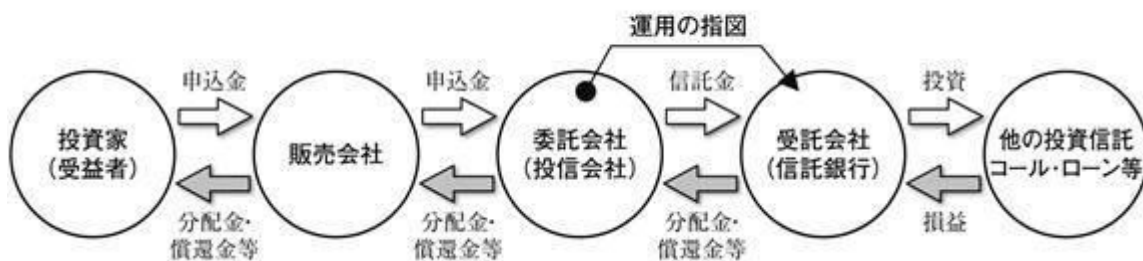 運用の指図
申込金
申込金
信託金
投資
投資家
(受益者)
販売会社
委託会社
(投信会社)
受託会社
(信託銀行)
他の投資信託
コール・ローン等
分配金・
償還金等
分配金・
償還金等
分配金・
償還金等
損益